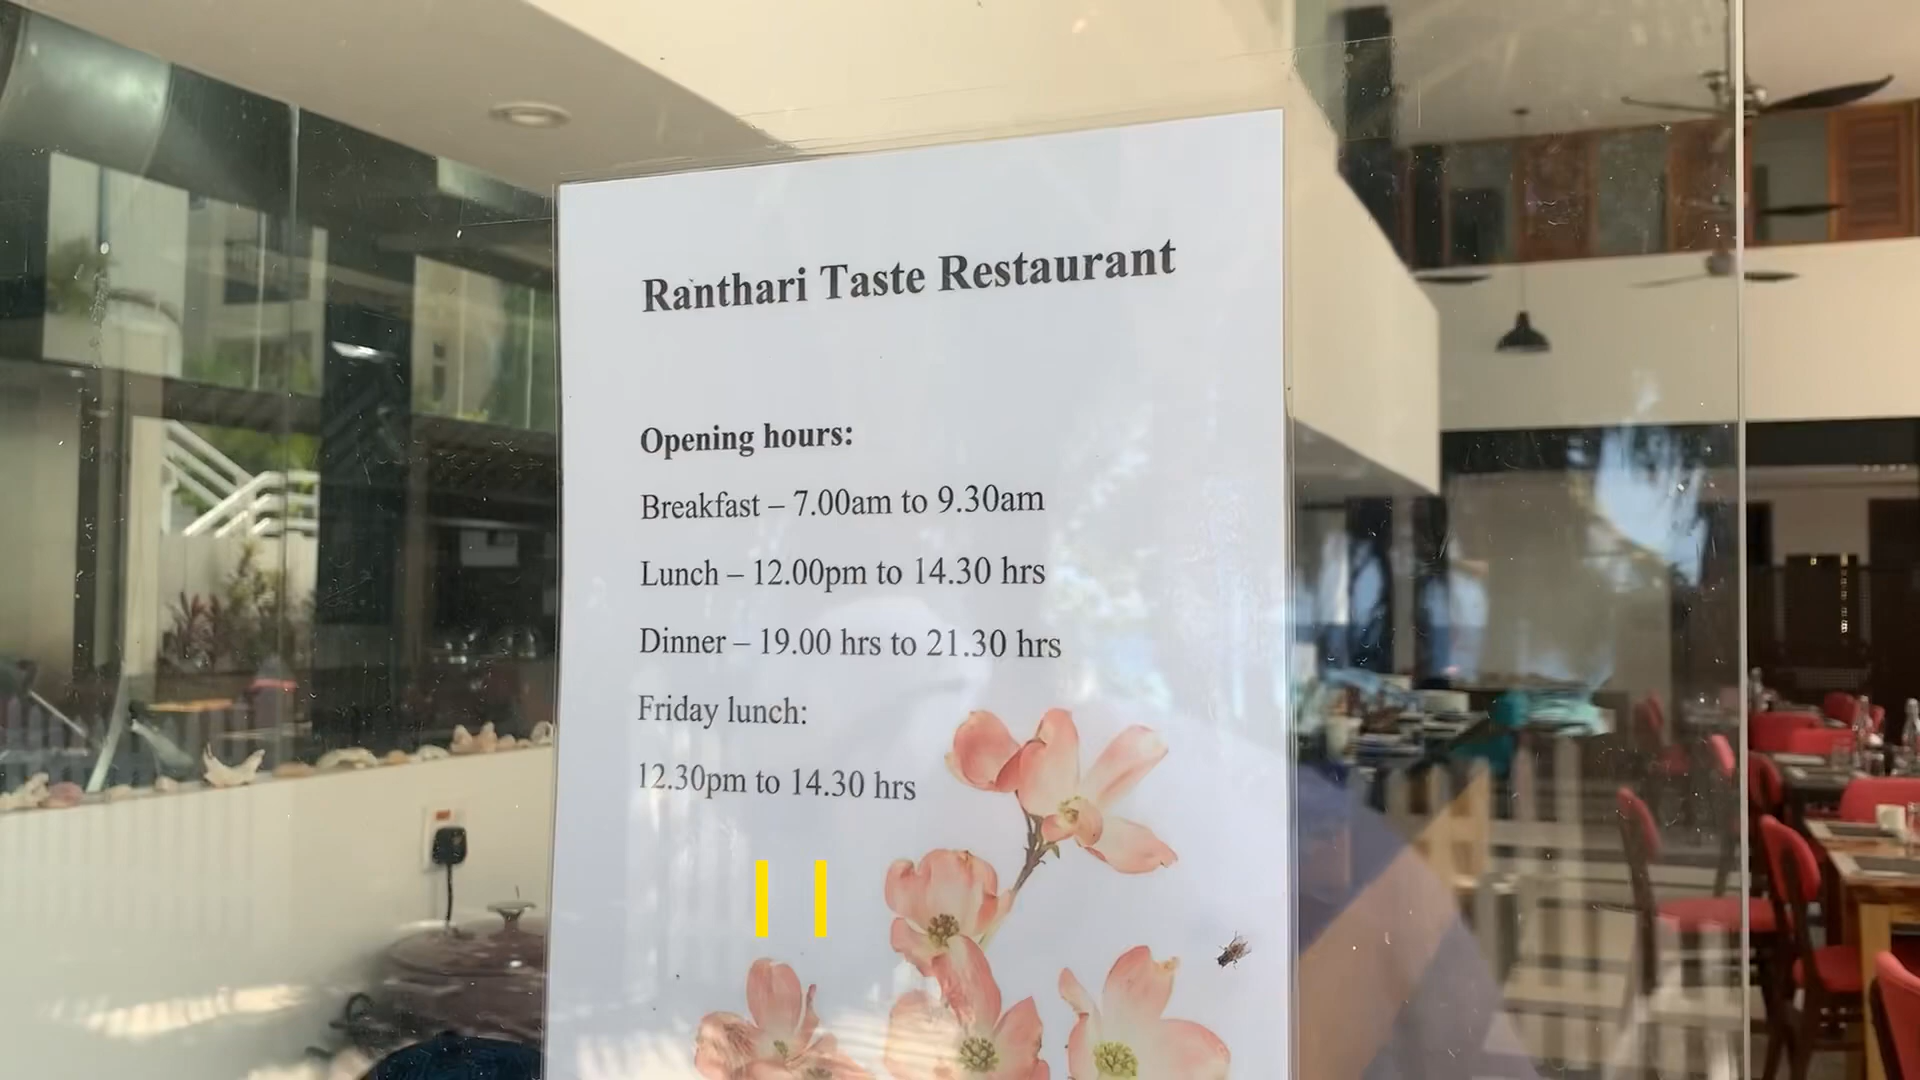 Ranthari Taste Restaurant
Opening hours:
Breakfast – 7.00am to 9.30am
Lunch – 12.00pm to 14.30 hrs
Dinner – 19.00 hrs to 21.30 hrs
Friday lunch:
12.30pm to 14.30 hrs